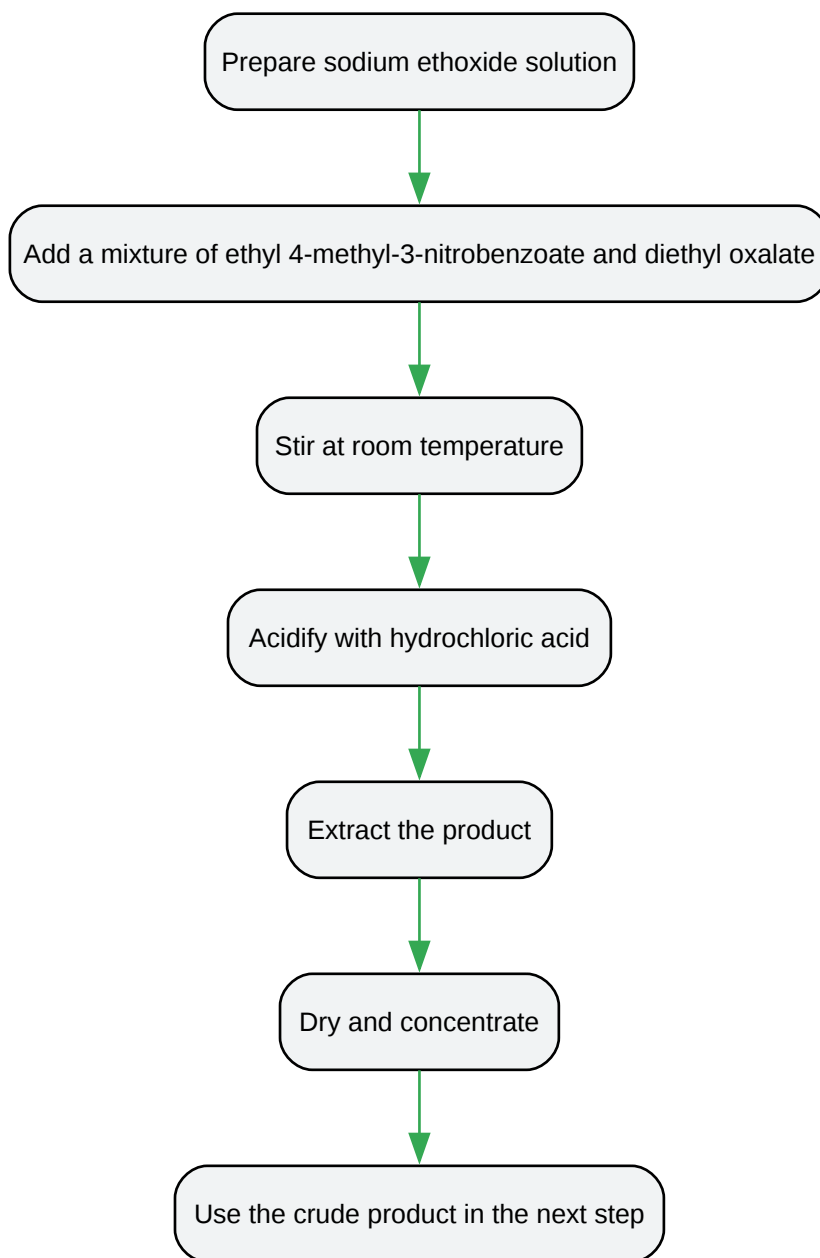 Prepare sodium ethoxide solution
Add a mixture of ethyl 4-methyl-3-nitrobenzoate and diethyl oxalate
Stir at room temperature
Acidify with hydrochloric acid
Extract the product
Dry and concentrate
Use the crude product in the next step